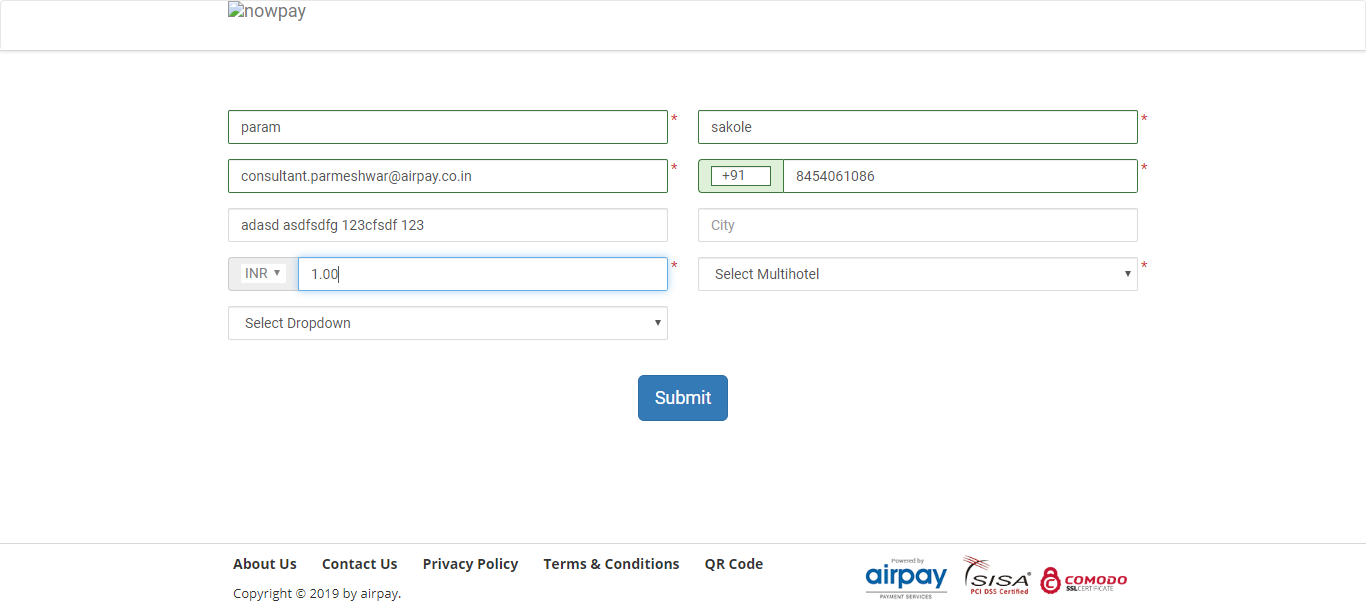 nowpay
param *
sakole *
consultant.parmeshwar@airpay.co.in *
+91 8454061086 *
adasd asdfsdfg 123cfsdf 123
City
INR ▼ 1.00 *
Select Multihotel ▼ *
Select Dropdown ▼
Submit
About Us Contact Us Privacy Policy Terms & Conditions QR Code
Copyright © 2019 by airpay.
Powered by
airpay
PAYMENT SERVICES
SISA
PCI DSS Certified
COMODO
SSL CERTIFICATE